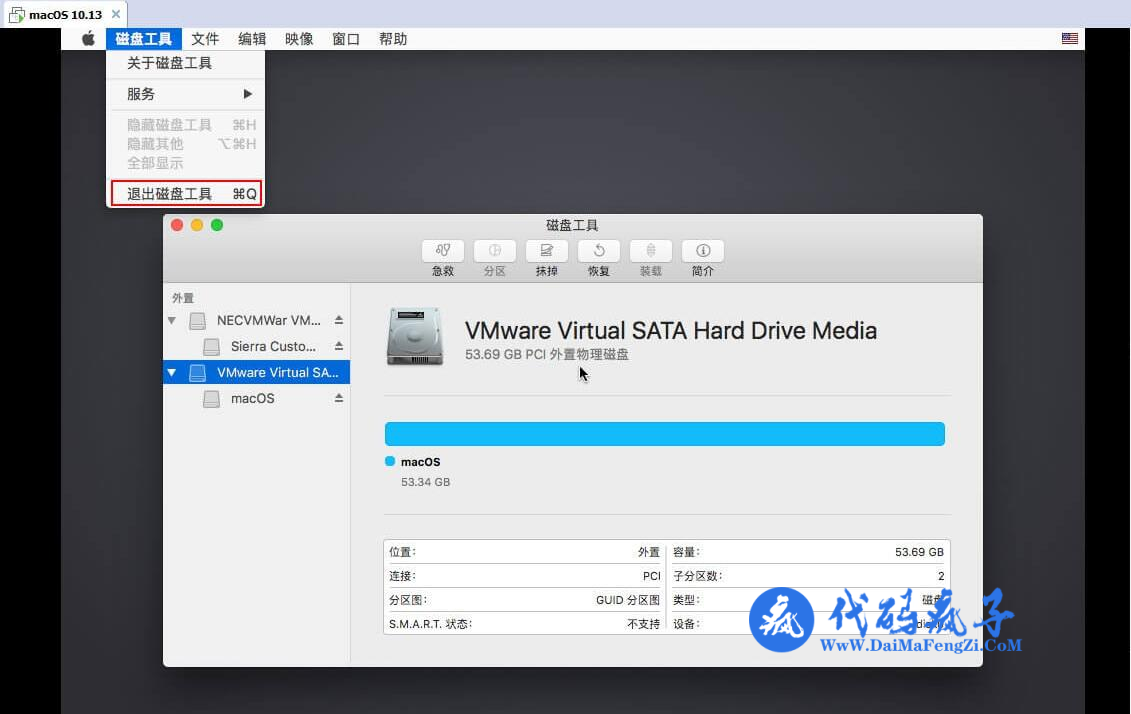 macOS 10.13
磁盘工具 文件 编辑 映像 窗口 帮助
关于磁盘工具
服务
隐藏磁盘工具 ⌘H
隐藏其他 ⌥⌘H
全部显示
退出磁盘工具 ⌘Q
磁盘工具
急救 分区 抹掉 恢复 装载 简介
外置
NECVMWar VM...
Sierra Custo...
VMware Virtual SA...
macOS
VMware Virtual SATA Hard Drive Media
53.69 GB PCI 外置物理磁盘
macOS
53.34 GB
位置: 外置 容量: 53.69 GB
连接: PCI 子分区数: 2
分区图: GUID 分区图 类型: 磁盘
S.M.A.R.T. 状态: 不支持 设备:
疯 代码疯子
WwW.DaiMaFengZi.CoM